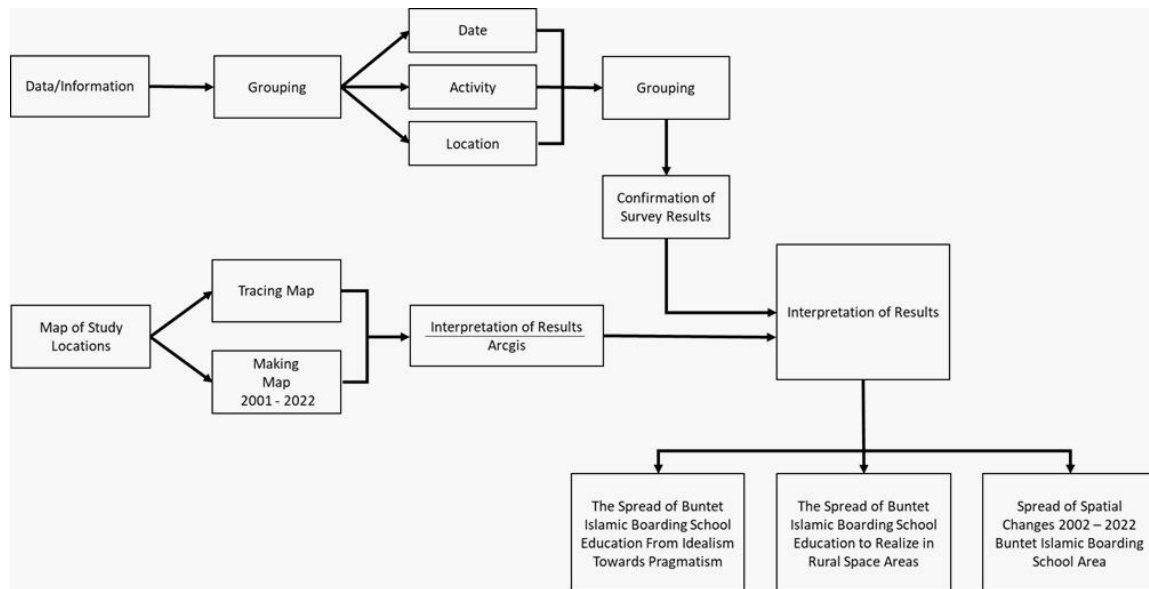 Data/Information
Grouping
Date
Activity
Location
Grouping
Confirmation of
Survey Results
Map of Study
Locations
Tracing Map
Making
Map
2001 - 2022
Interpretation of Results
Arcgis
Interpretation of Results
The Spread of Buntet
Islamic Boarding School
Education From Idealism
Towards Pragmatism
The Spread of Buntet
Islamic Boarding School
Education to Realize in
Rural Space Areas
Spread of Spatial
Changes 2002 – 2022
Buntet Islamic Boarding
School Area